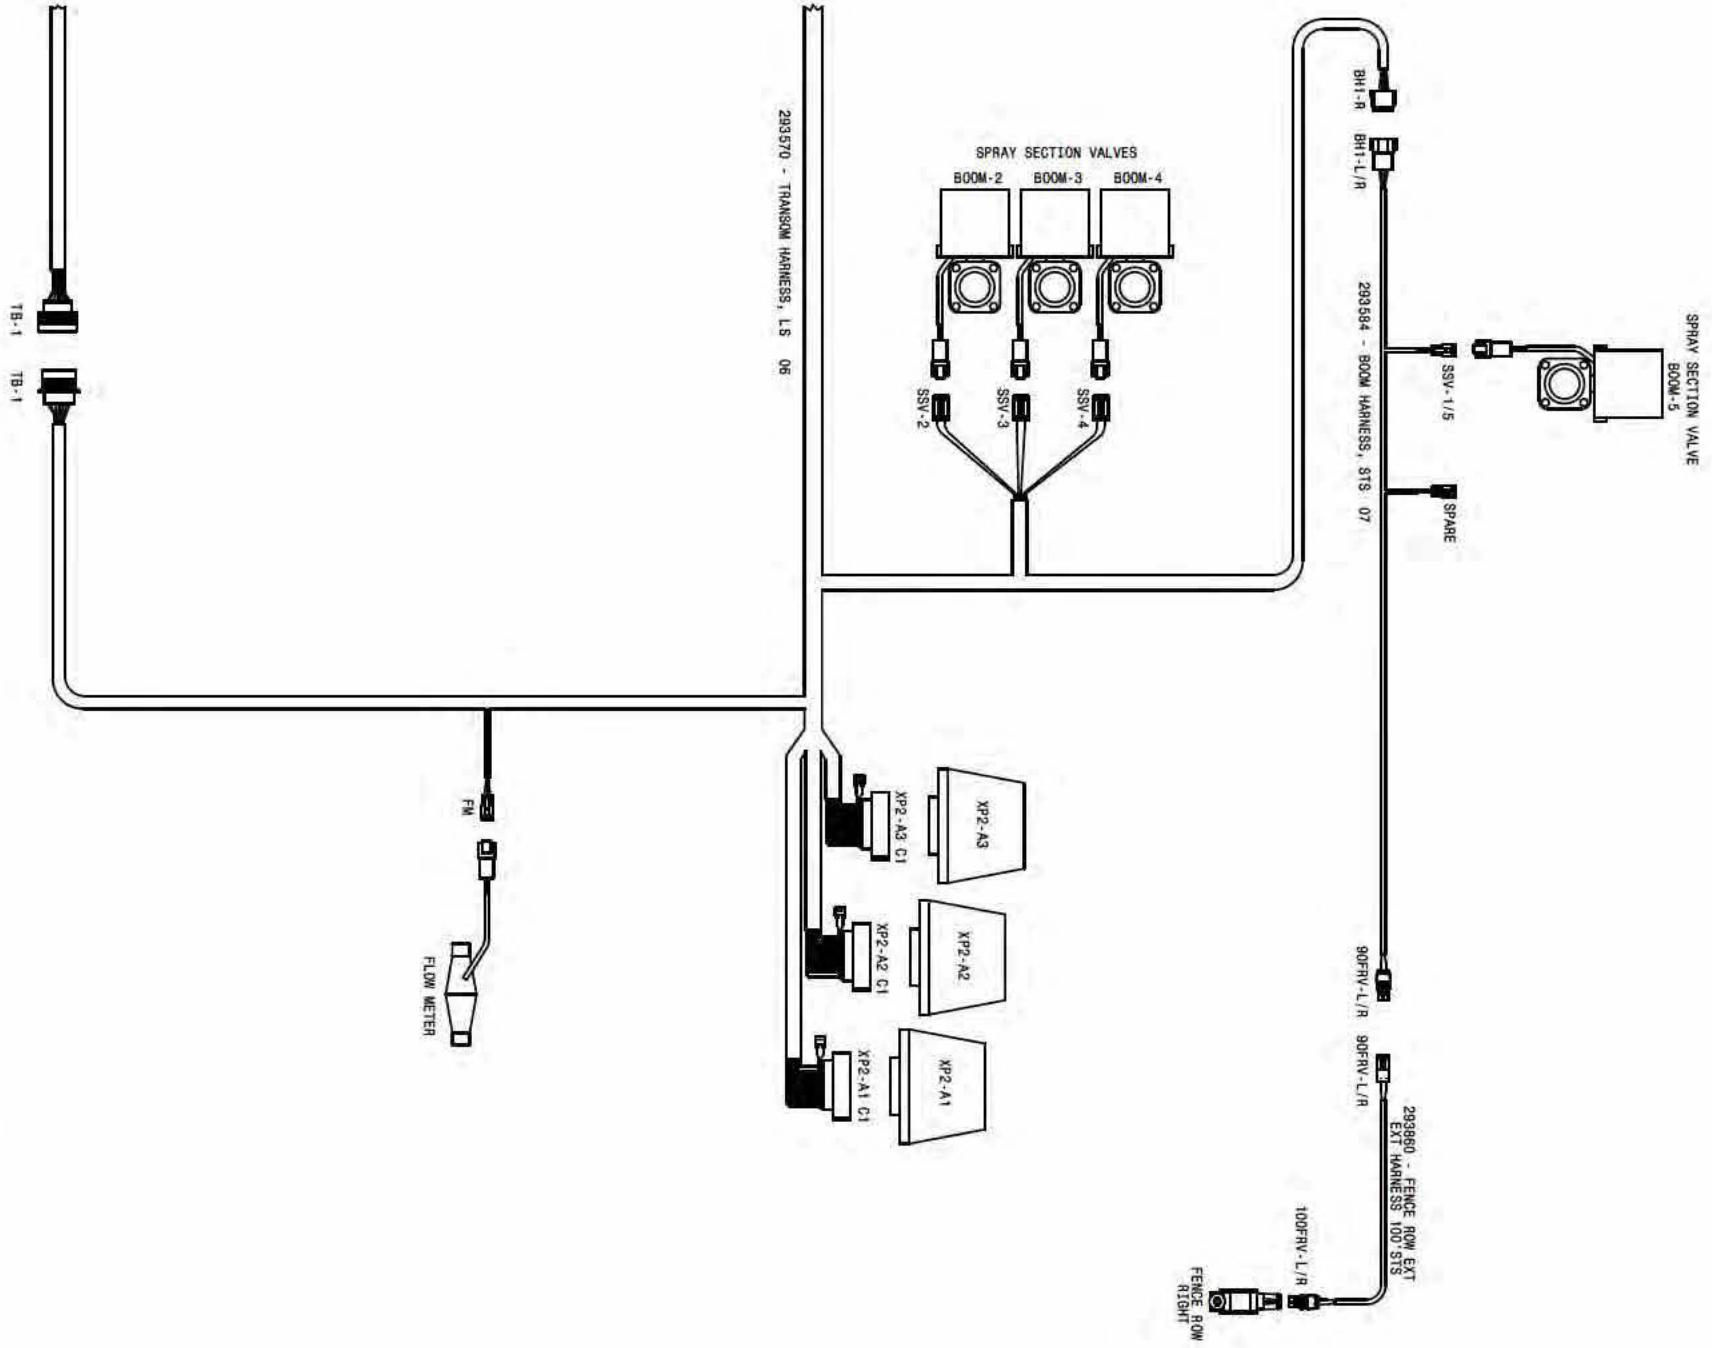 BH1-R
BH1-L/R
SPRAY SECTION VALVES
BOOM-2
BOOM-3
BOOM-4
293570 - TRANSOM HARNESS, LS 06
293584 - BOOM HARNESS, STS 07
SPRAY SECTION VALVE
BOOM-5
SSV-1/5
SPARE
SSV-2
SSV-3
SSV-4
TB-1
TB-1
FM
FLOW METER
XP2-A3 C1
XP2-A3
XP2-A2 C1
XP2-A2
XP2-A1 C1
XP2-A1
90FRV-L/R
90FRV-L/R
293860 - FENCE ROW EXT
EXT HARNESS 100'STS
100FRV-L/R
FENCE ROW
RIGHT